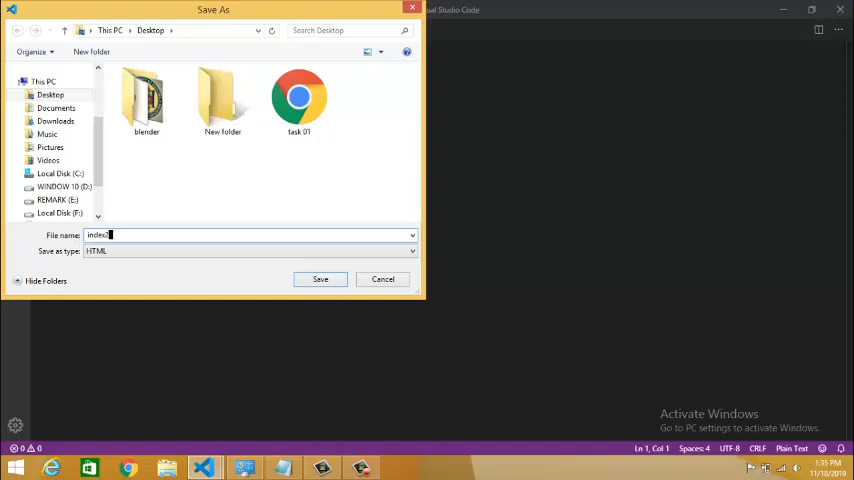 Save As
ual Studio Code
This PC
Desktop
Search Desktop
Organize
New folder
This PC
Desktop
Documents
Downloads
Music
Pictures
Videos
Local Disk (C:)
WINDOW 10 (D:)
REMARK (E:)
Local Disk (F:)
blender
New folder
task 01
File name: index2
Save as type: HTML
Hide Folders
Save
Cancel
Activate Windows
Go to PC settings to activate Windows.
0 0
Ln 1, Col 1 Spaces: 4 UTF-8 CRLF Plain Text
1:35 PM
11/18/2019